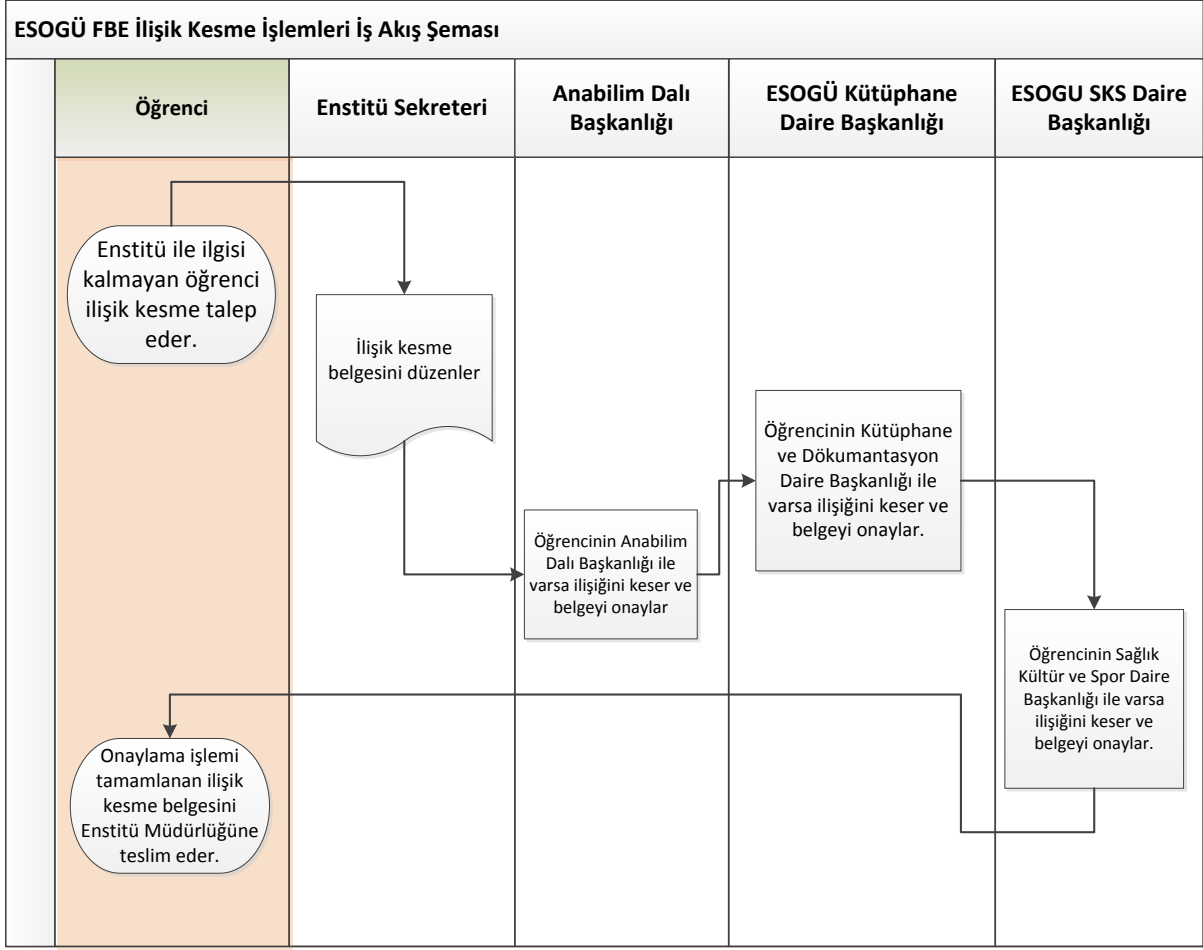 ESOGÜ FBE İlişik Kesme İşlemleri İş Akış Şeması
Öğrenci
Enstitü Sekreteri
Anabilim Dalı
Başkanlığı
ESOGÜ Kütüphane
Daire Başkanlığı
ESOGU SKS Daire
Başkanlığı
Enstitü ile ilgisi
kalmayan öğrenci
ilişik kesme talep
eder.
İlişik kesme
belgesini düzenler
Öğrencinin Anabilim
Dalı Başkanlığı ile
varsa ilişiğini keser ve
belgeyi onaylar
Öğrencinin Kütüphane
ve Dökumantasyon
Daire Başkanlığı ile
varsa ilişiğini keser ve
belgeyi onaylar.
Öğrencinin Sağlık
Kültür ve Spor Daire
Başkanlığı ile varsa
ilişiğini keser ve
belgeyi onaylar.
Onaylama işlemi
tamamlanan ilişik
kesme belgesini
Enstitü Müdürlüğüne
teslim eder.